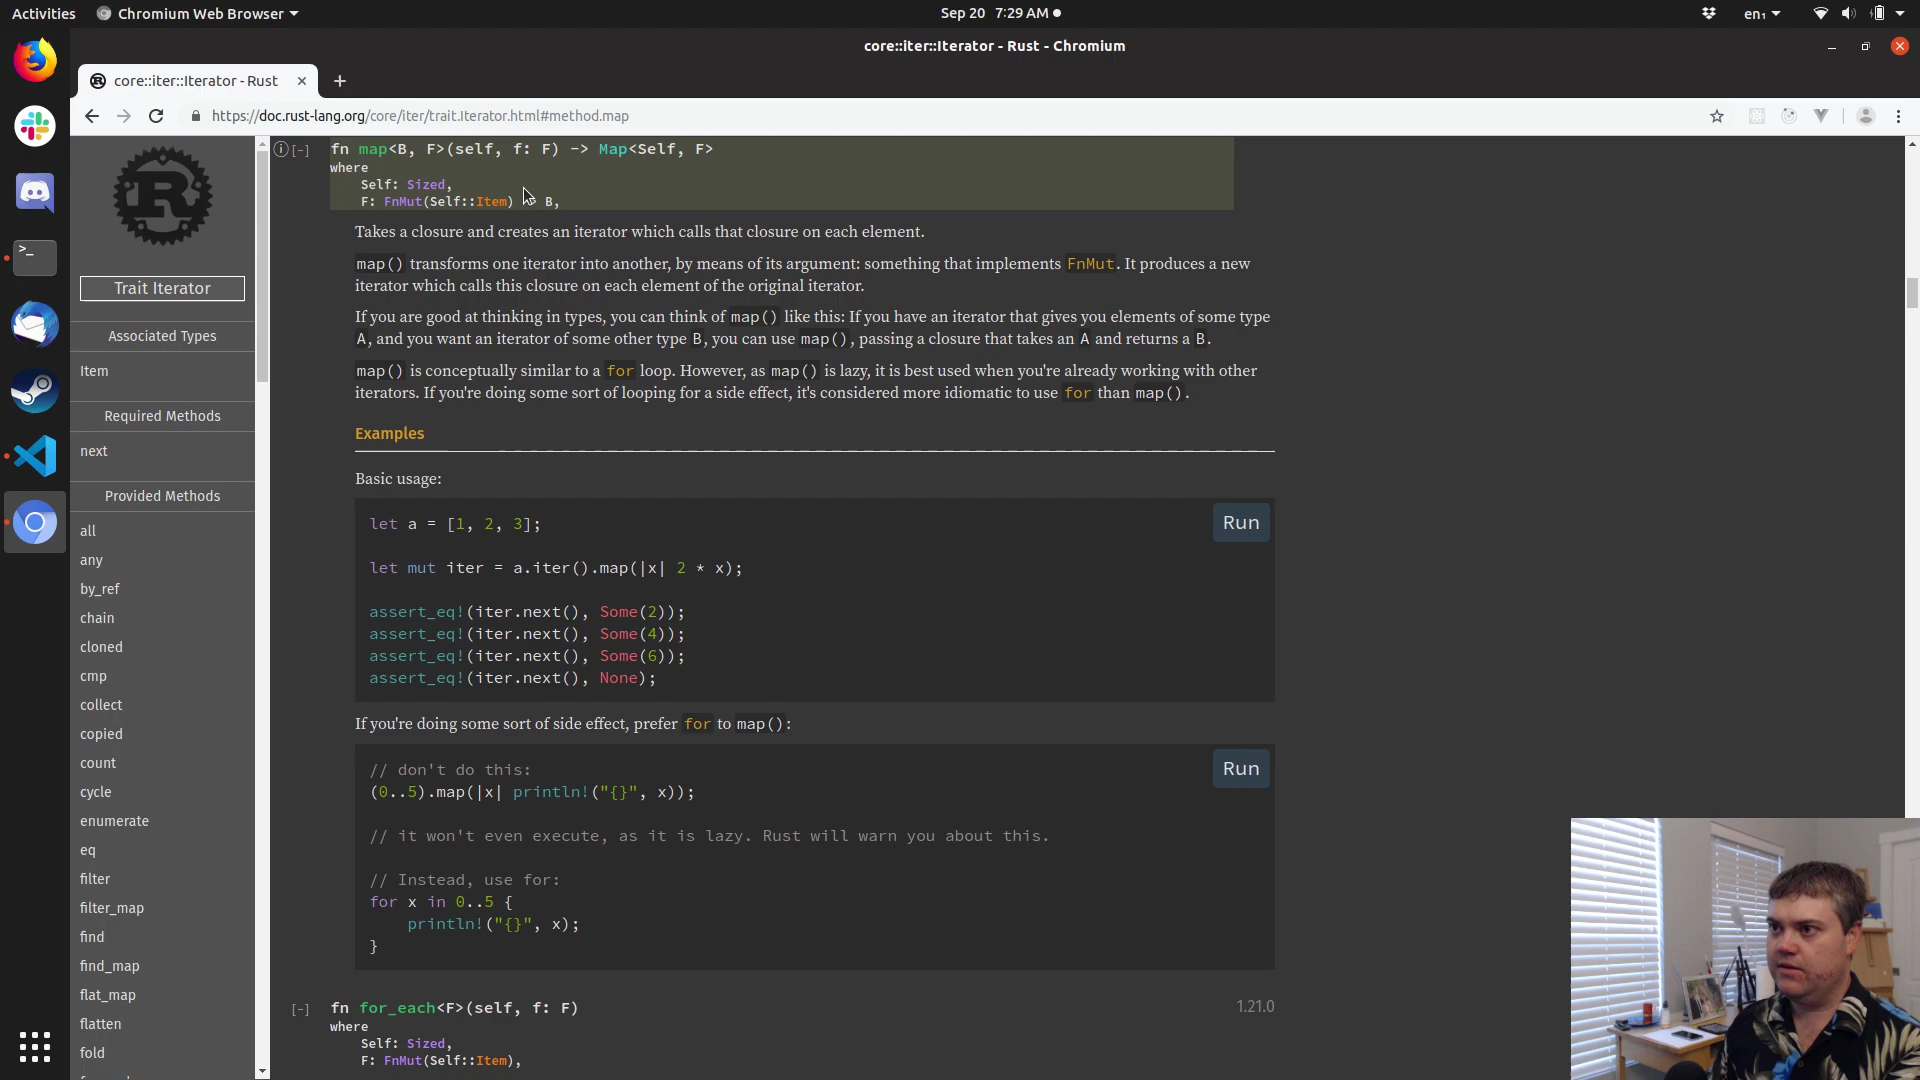 Activities
Chromium Web Browser
Sep 20 7:29 AM
en₁
core::iter::Iterator - Rust - Chromium
core::iter::Iterator - Rust
https://doc.rust-lang.org/core/iter/trait.Iterator.html#method.map
Trait Iterator
Associated Types
Item
Required Methods
next
Provided Methods
all
any
by_ref
chain
cloned
cmp
collect
copied
count
cycle
enumerate
eq
filter
filter_map
find
find_map
flat_map
flatten
fold
[-] fn map<B, F>(self, f: F) -> Map<Self, F>
where
Self: Sized,
F: FnMut(Self::Item) B,
Takes a closure and creates an iterator which calls that closure on each element.
map() transforms one iterator into another, by means of its argument: something that implements FnMut. It produces a new
iterator which calls this closure on each element of the original iterator.
If you are good at thinking in types, you can think of map() like this: If you have an iterator that gives you elements of some type
A, and you want an iterator of some other type B, you can use map(), passing a closure that takes an A and returns a B.
map() is conceptually similar to a for loop. However, as map() is lazy, it is best used when you're already working with other
iterators. If you're doing some sort of looping for a side effect, it's considered more idiomatic to use for than map().
Examples
Basic usage:
Run
let a = [1, 2, 3];
let mut iter = a.iter().map(|x| 2 * x);
assert_eq!(iter.next(), Some(2));
assert_eq!(iter.next(), Some(4));
assert_eq!(iter.next(), Some(6));
assert_eq!(iter.next(), None);
If you're doing some sort of side effect, prefer for to map():
Run
// don't do this:
(0..5).map(|x| println!("{}", x));
// it won't even execute, as it is lazy. Rust will warn you about this.
// Instead, use for:
for x in 0..5 {
println!("{}", x);
}
[-] fn for_each<F>(self, f: F)
1.21.0
where
Self: Sized,
F: FnMut(Self::Item),